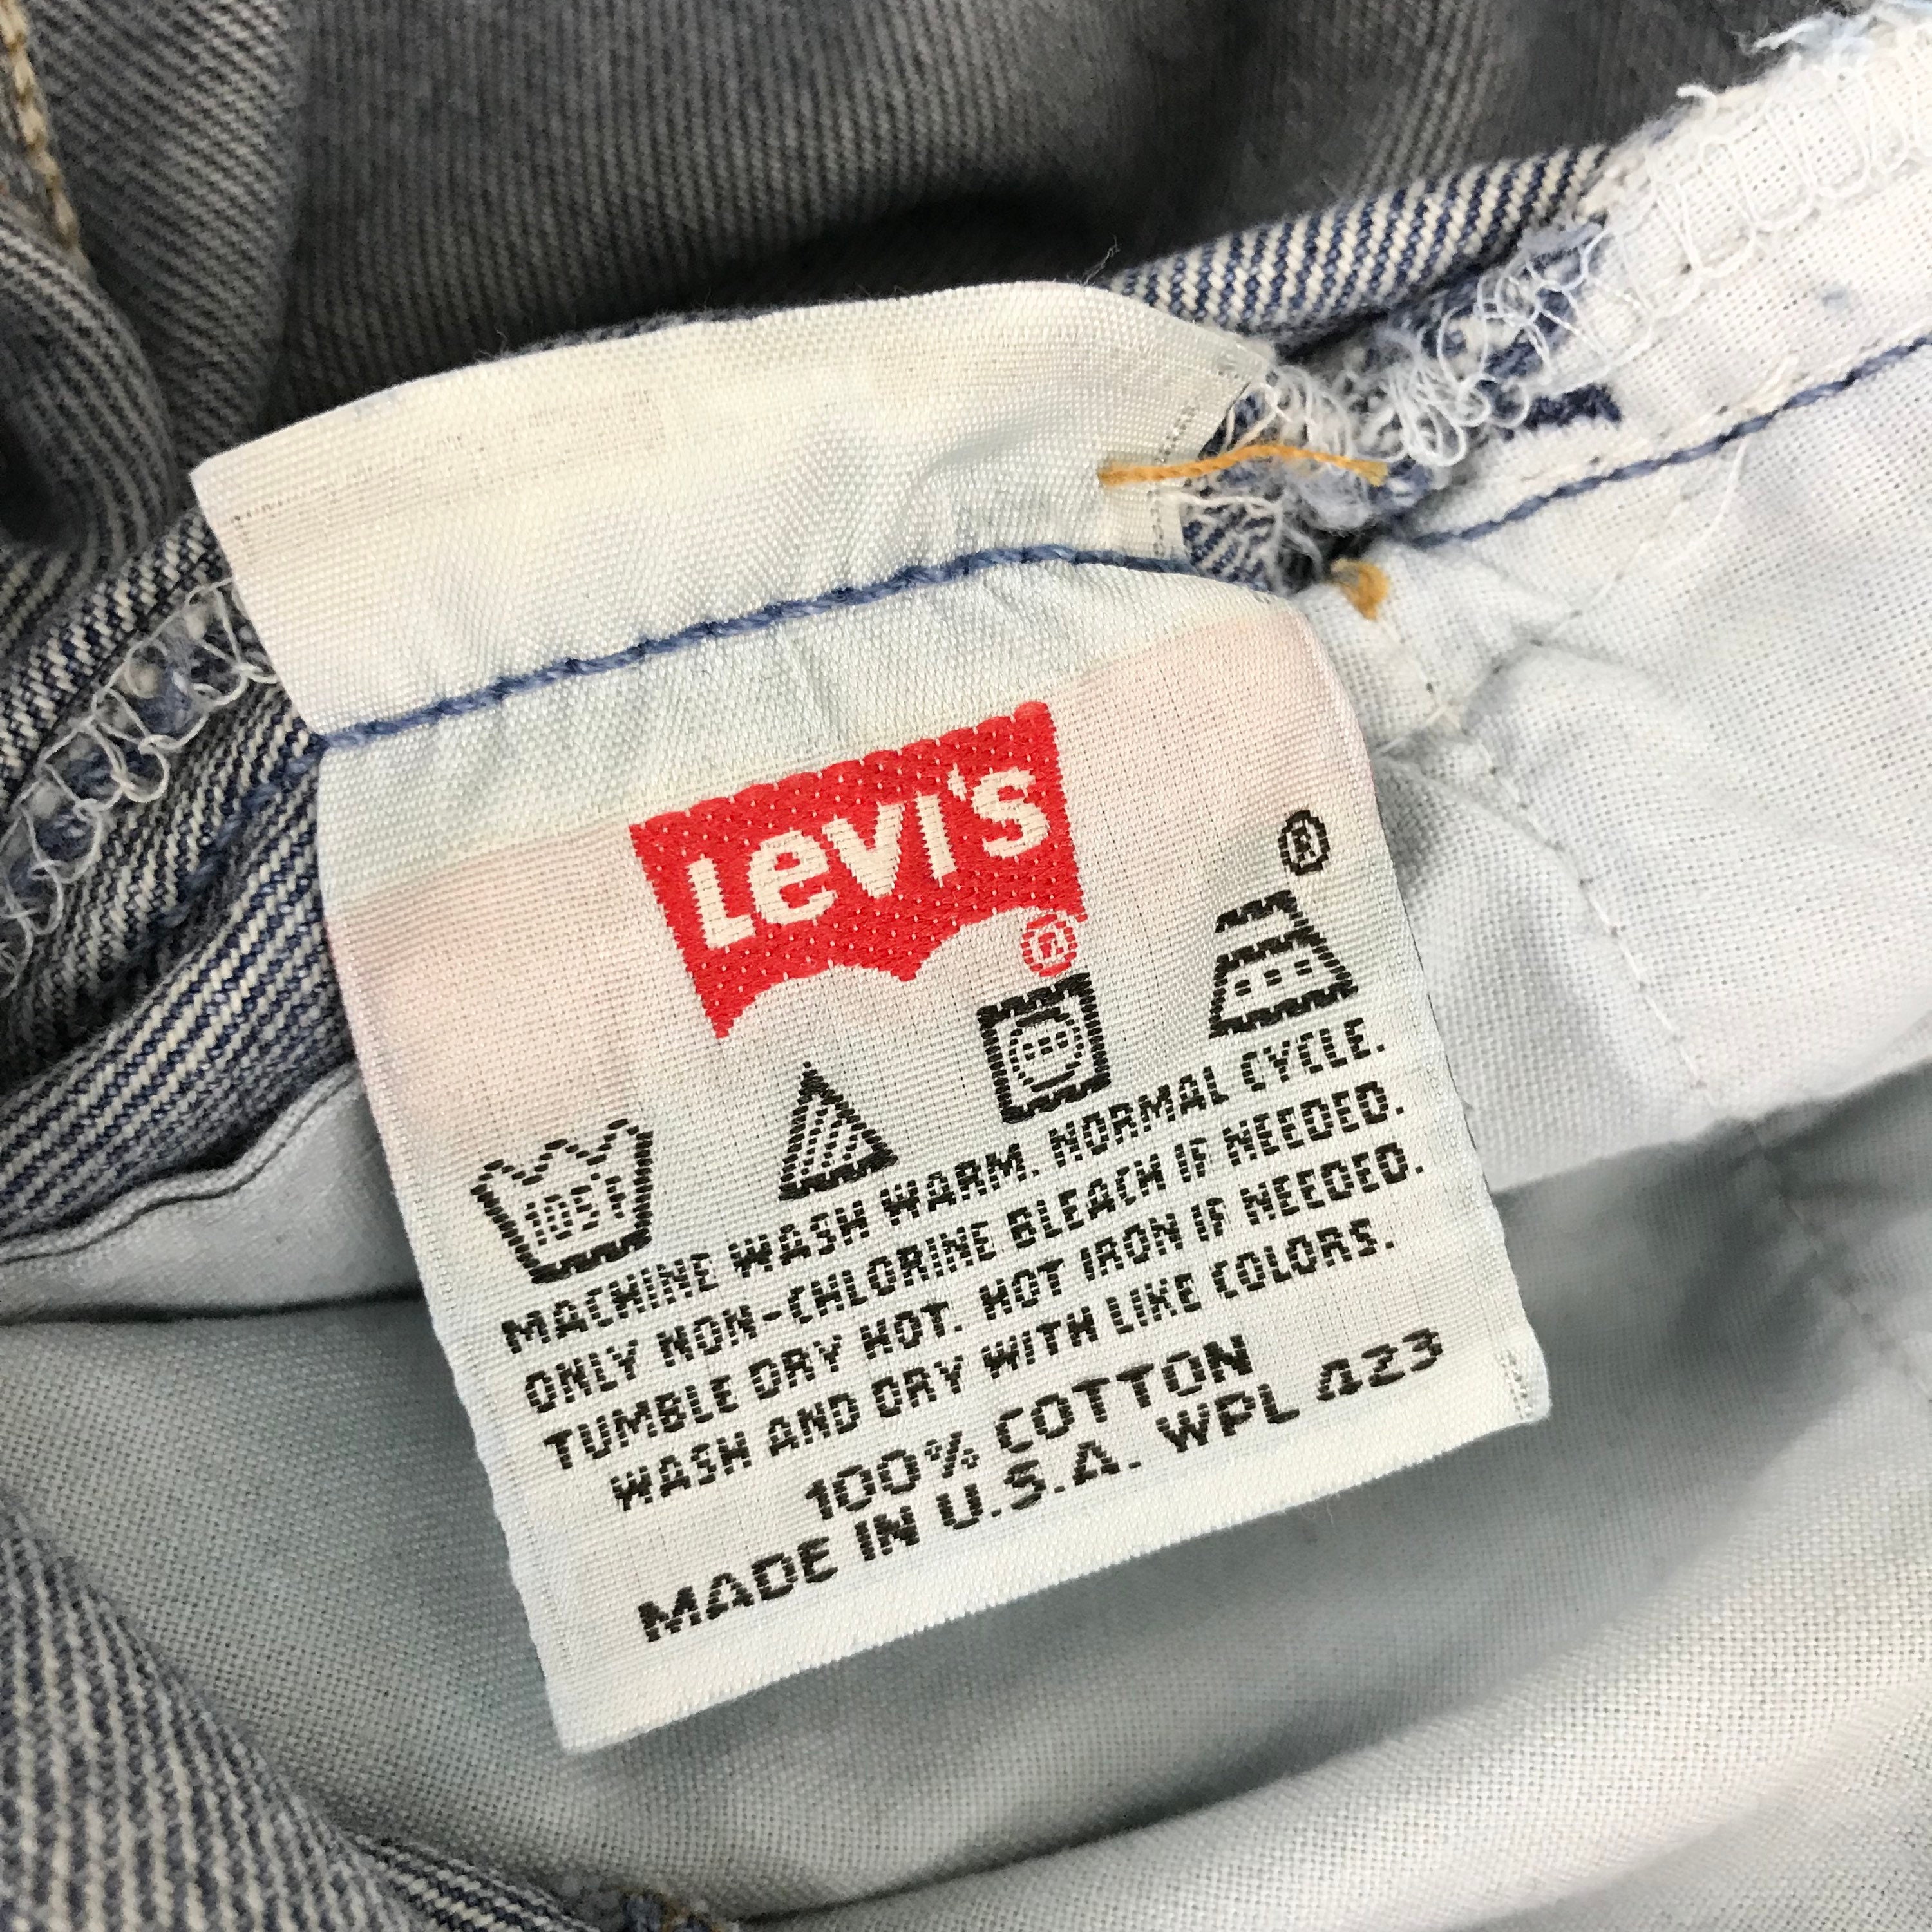 Levi's
®
®
105F
MACHINE WASH WARM. NORMAL CYCLE.
ONLY NON-CHLORINE BLEACH IF NEEDED.
TUMBLE DRY HOT. HOT IRON IF NEEDED.
WASH AND DRY WITH LIKE COLORS.
100% COTTON
MADE IN U.S.A. WPL 423